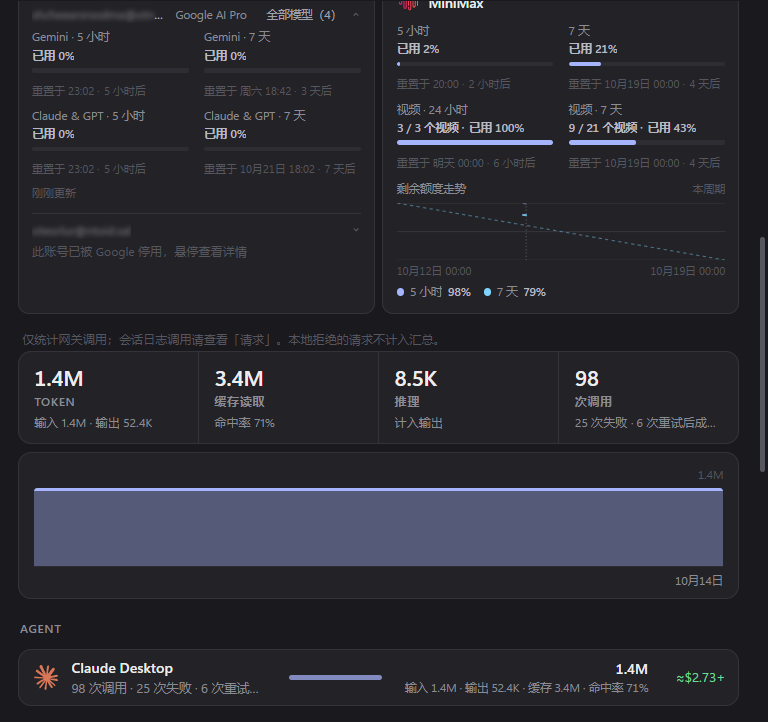 Google AI Pro 全部模型 (4)
Gemini · 5 小时
已用 0%
重置于 23:02 · 5 小时后
Gemini · 7 天
已用 0%
重置于 周六 18:42 · 3 天后
Claude & GPT · 5 小时
已用 0%
重置于 23:02 · 5 小时后
Claude & GPT · 7 天
已用 0%
重置于 10月21日 18:02 · 7 天后
刚刚更新
此账号已被 Google 停用，悬停查看详情
MiniMax
5 小时
已用 2%
重置于 20:00 · 2 小时后
7 天
已用 21%
重置于 10月19日 00:00 · 4 天后
视频 · 24 小时
3 / 3 个视频 · 已用 100%
重置于 明天 00:00 · 6 小时后
视频 · 7 天
9 / 21 个视频 · 已用 43%
重置于 10月19日 00:00 · 4 天后
剩余额度走势 本周期
10月12日 00:00 10月19日 00:00
5 小时 98% 7 天 79%
仅统计网关调用；会话日志调用请查看「请求」。本地拒绝的请求不计入汇总。
1.4M
TOKEN
输入 1.4M · 输出 52.4K
3.4M
缓存读取
命中率 71%
8.5K
推理
计入输出
98
次调用
25 次失败 · 6 次重试后成...
1.4M
10月14日
AGENT
Claude Desktop
98 次调用 · 25 次失败 · 6 次重试...
1.4M
输入 1.4M · 输出 52.4K · 缓存 3.4M · 命中率 71%
≈$2.73+